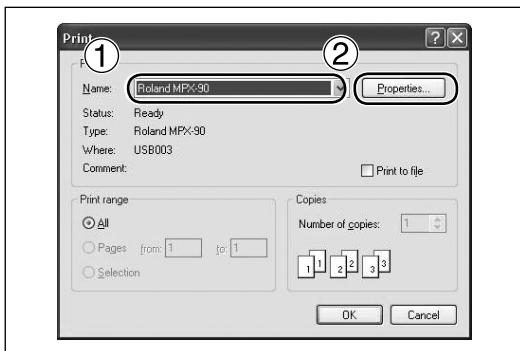 Print
①
②
Name:
Roland MPX-90
Properties...
Status: Ready
Type: Roland MPX-90
Where: USB003
Comment:
Print to file
Print range
All
Pages from: 1 to: 1
Selection
Copies
Number of copies: 1
1 1 2 2 3 3
OK
Cancel